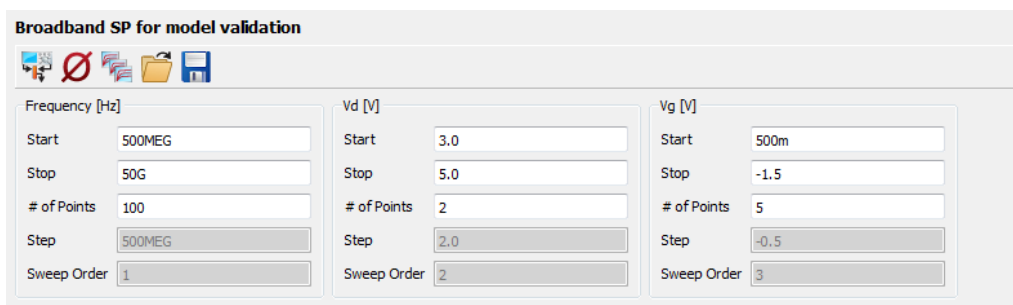 Broadband SP for model validation
Frequency [Hz]
Start 500MEG
Stop 50G
# of Points 100
Step 500MEG
Sweep Order 1
Vd [V]
Start 3.0
Stop 5.0
# of Points 2
Step 2.0
Sweep Order 2
Vg [V]
Start 500m
Stop -1.5
# of Points 5
Step -0.5
Sweep Order 3